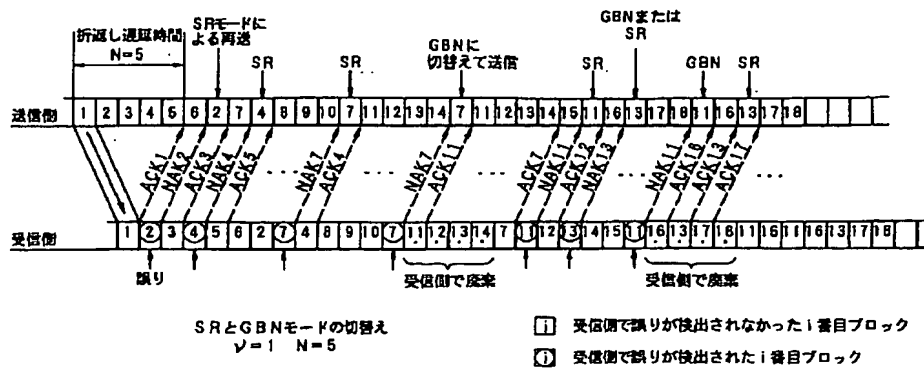 折返し遅延時間
N=5
SRモードに
よる再送
SR
SR
GBNに
切替えて送信
SR
GBNまたは
SR
GBN
SR
送信側
1 2 3 4 5 6 2 7 4 8 9 10 7 11 12 13 14 7 11 12 13 14 15 11 16 13 17 18 11 16 13 17 18
ACK1
NAK2
ACK3
NAK4
ACK5
NAK7
ACK4
NAK7
ACK11
ACK7
NAK11
ACK12
NAK13
NAK11
ACK16
ACK13
ACK17
受信側
1 2 3 4 5 6 2 7 4 8 9 10 7 11 12 13 14 7 11 12 13 14 15 11 16 13 17 18 11 16 11 16 13 17 18
誤り
受信側で廃棄
受信側で廃棄
SRとGBNモードの切替え
ν=1 N=5
i 受信側で誤りが検出されなかったi番目ブロック
i 受信側で誤りが検出されたi番目ブロック